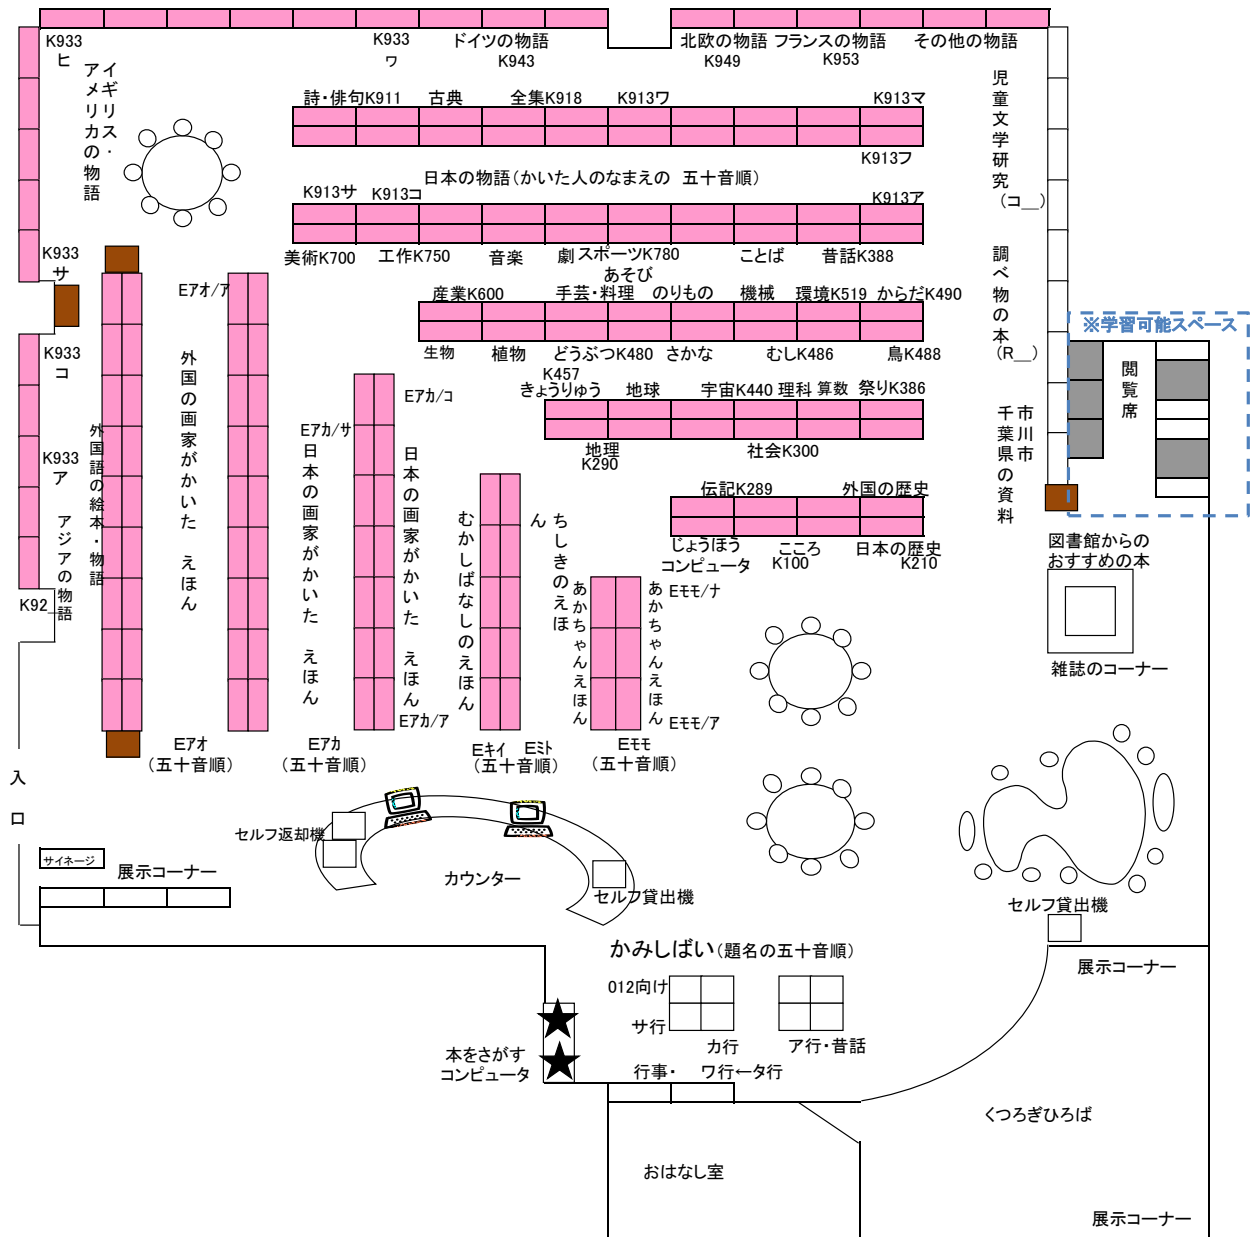 K933
ヒ
イギリス・
アメリカの物語
K933
ワ
ドイツの物語
K943
北欧の物語
K949
フランスの物語
K953
その他の物語
児童文学研究
(コ__)
詩・俳句K911
古典
全集K918
K913ワ
K913マ
K913フ
日本の物語(かいた人のなまえの 五十音順)
K913サ
K913コ
K913ア
美術K700
工作K750
音楽
劇
スポーツK780
あそび
ことば
昔話K388
調べ物の本
(R__)
K933
サ
Eアオ/ア
産業K600
手芸・料理
のりもの
機械
環境K519
からだK490
※学習可能スペース
閲覧席
生物
植物
どうぶつK480
さかな
むしK486
鳥K488
K933
コ
外国の画家がかいた えほん
Eアカ/コ
K457
きょうりゅう
地球
宇宙K440
理科
算数
祭りK386
市川市
千葉県の資料
Eアカ/サ
外国語の絵本・物語
日本の画家がかいた えほん
日本の画家がかいた えほん
地理
K290
社会K300
K933
ア
アジアの物語
K92_
伝記K289
外国の歴史
じょうほう
コンピュータ
こころ
K100
日本の歴史
K210
むかしばなしのえほん
ちしきのえほ
ん
あかちゃんえほん
あかちゃんえほん
Eモモ/ナ
Eモモ/ア
Eアカ/ア
図書館からの
おすすめの本
雑誌のコーナー
Eアオ
(五十音順)
Eアカ
(五十音順)
Eキイ
Eミト
(五十音順)
Eモモ
(五十音順)
入
口
サイネージ
展示コーナー
セルフ返却機
カウンター
セルフ貸出機
セルフ貸出機
かみしばい(題名の五十音順)
012向け
サ行
カ行
ア行・昔話
行事・
ワ行←タ行
本をさがす
コンピュータ
展示コーナー
くつろぎひろば
おはなし室
展示コーナー